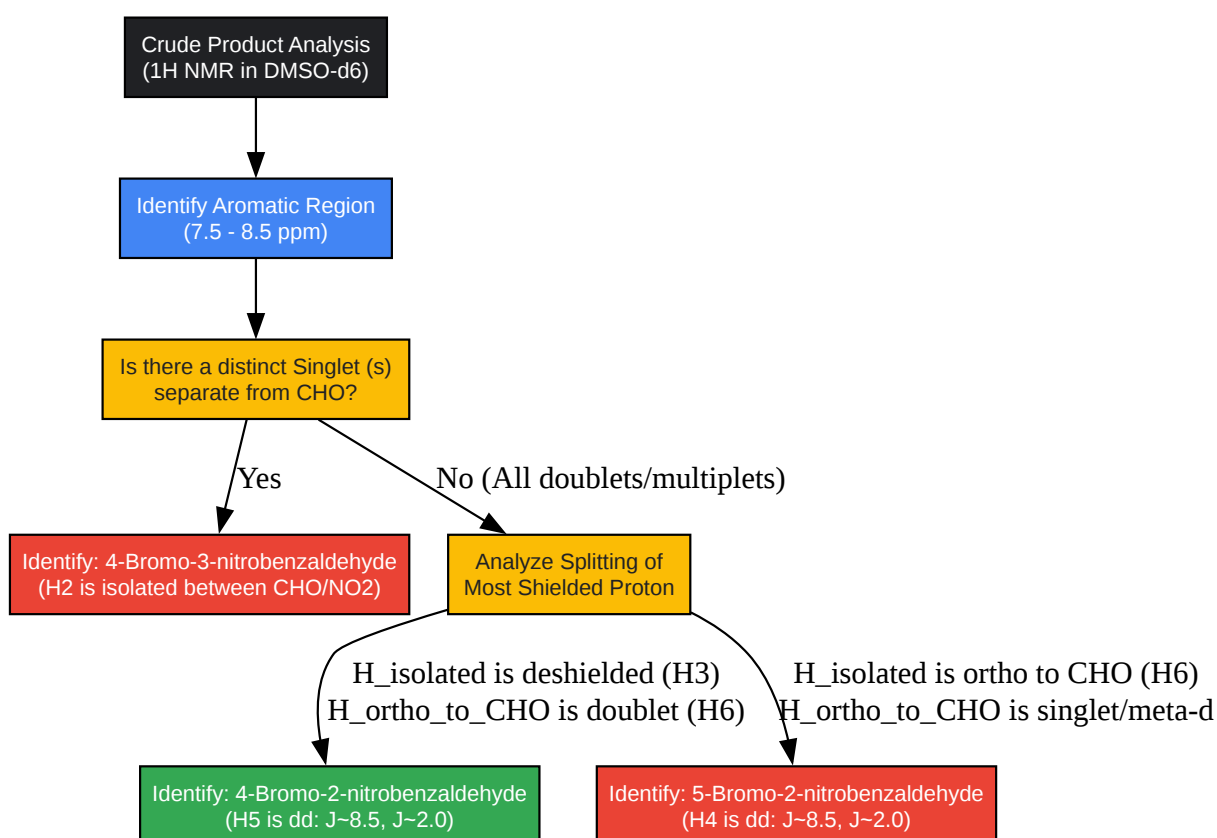 Crude Product Analysis
(1H NMR in DMSO-d6)
Identify Aromatic Region
(7.5 - 8.5 ppm)
Is there a distinct Singlet (s)
separate from CHO?
Yes
No (All doublets/multiplets)
Identify: 4-Bromo-3-nitrobenzaldehyde
(H2 is isolated between CHO/NO2)
Analyze Splitting of
Most Shielded Proton
H_isolated is deshielded (H3)
H_ortho_to_CHO is doublet (H6)
H_isolated is ortho to CHO (H6)
H_ortho_to_CHO is singlet/meta-d
Identify: 4-Bromo-2-nitrobenzaldehyde
(H5 is dd: J~8.5, J~2.0)
Identify: 5-Bromo-2-nitrobenzaldehyde
(H4 is dd: J~8.5, J~2.0)